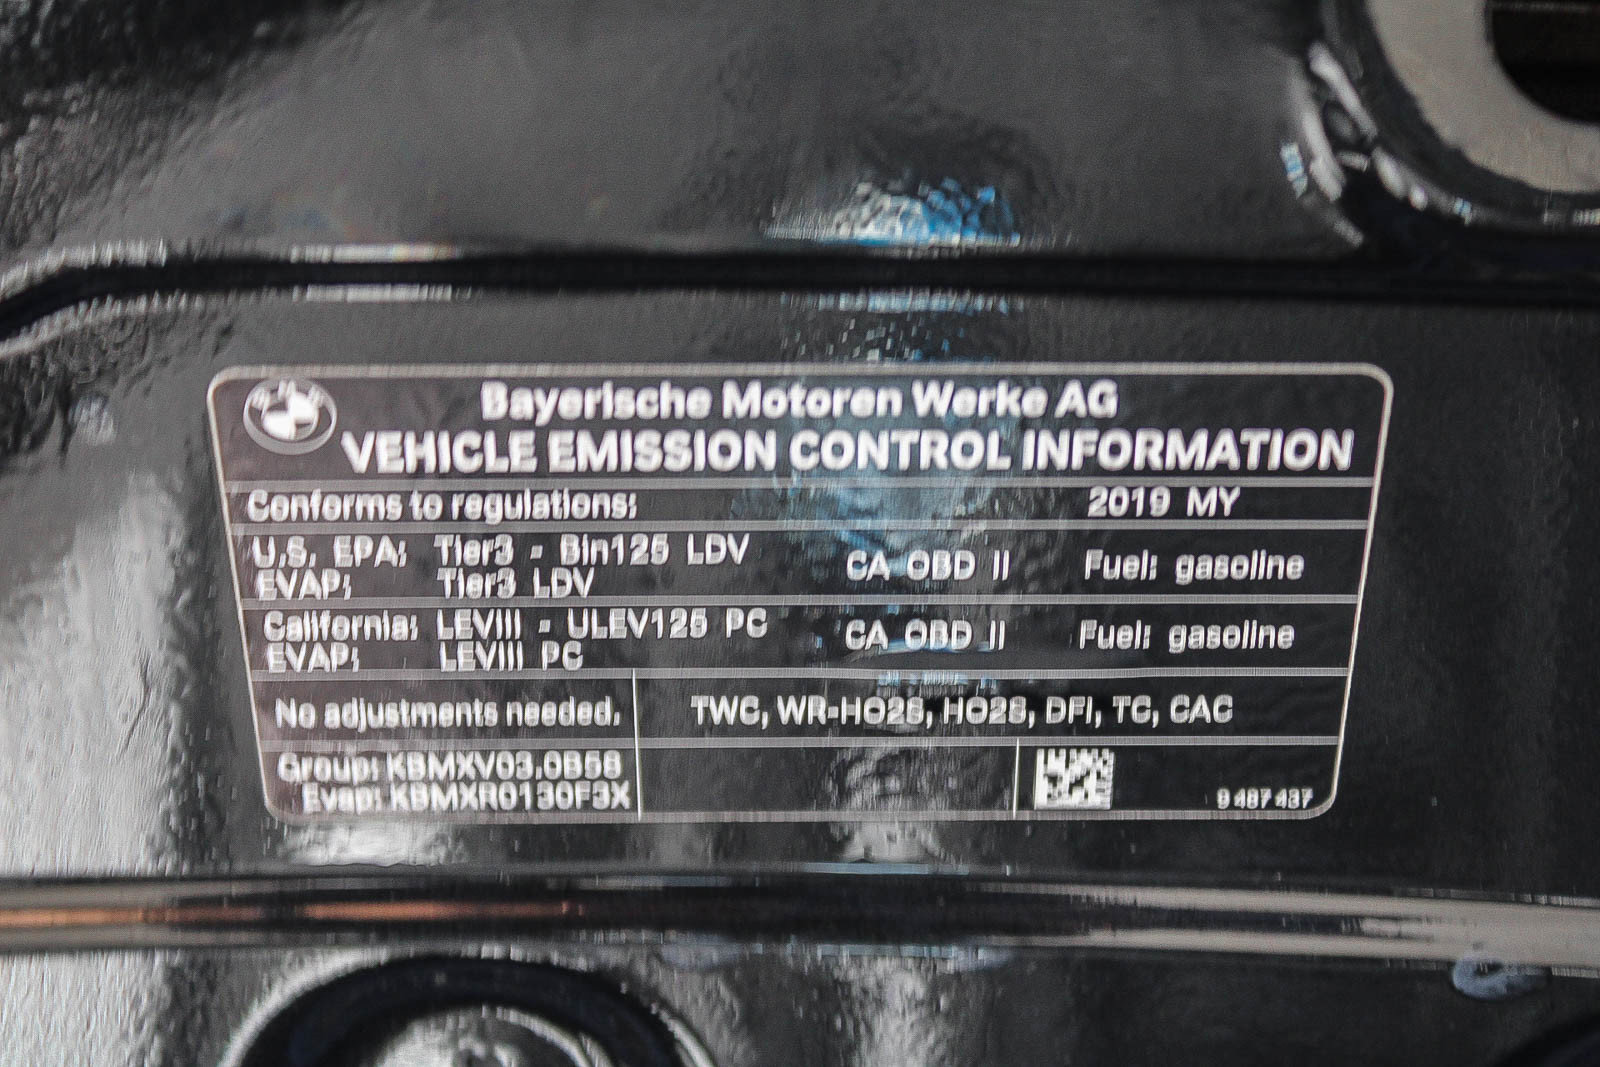 Bayerische Motoren Werke AG
VEHICLE EMISSION CONTROL INFORMATION
Conforms to regulations: 2019 MY
U.S. EPA: Tier3 - Bin125 LDV CA OBD II Fuel: gasoline
EVAP: Tier3 LDV
California: LEVIII - ULEV125 PC CA OBD II Fuel: gasoline
EVAP: LEVIII PC
No adjustments needed. TWC, WR-HO2S, HO2S, DFI, TC, CAC
Group: KBMXV03.0B58
Evap: KBMXR0130F3X
9 487 437